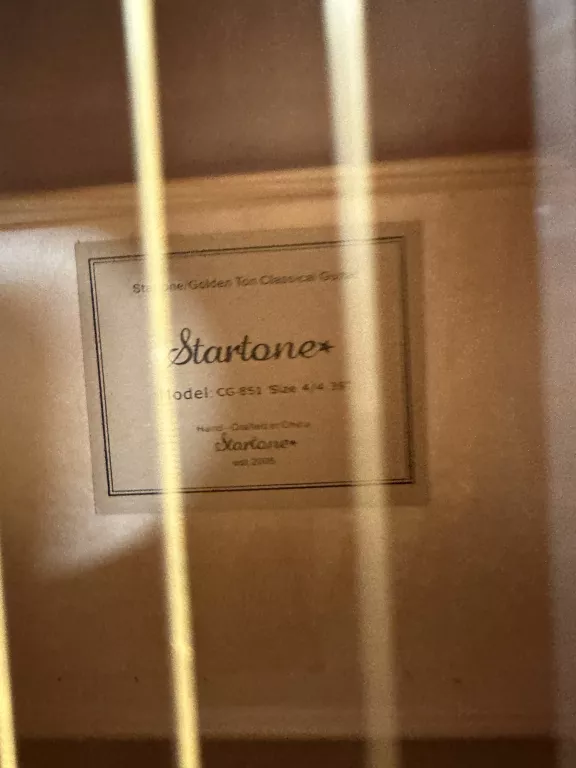 Startone/Golden Ton Classical Guitar
Startone
Model: CG-851 Size 4/4 39"
Hand-Crafted in China
Startone
est.2005